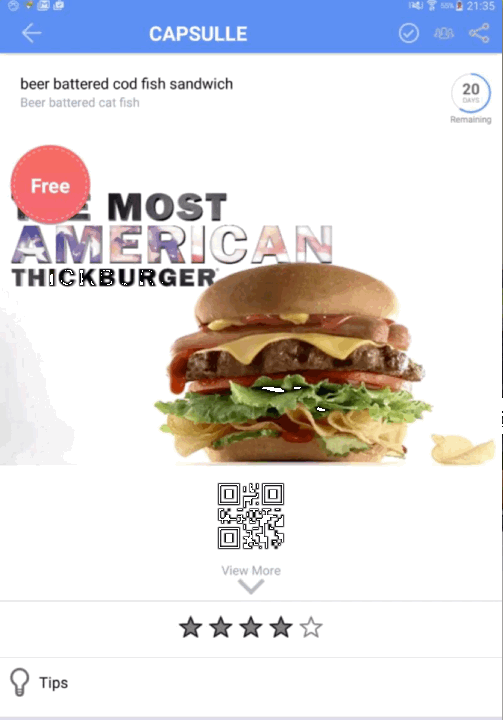 55% 21:35
CAPSULLE
beer battered cod fish sandwich
Beer battered cat fish
20
DAYS
Remaining
Free
MOST
AMERICAN
THICKBURGER
View More
Tips